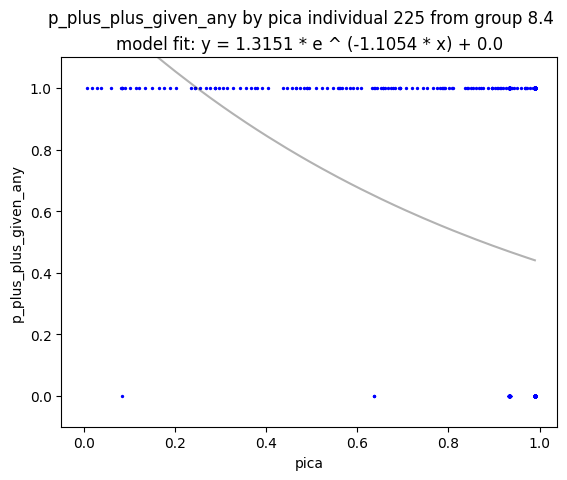 p_plus_plus_given_any by pica individual 225 from group 8.4
model fit: y = 1.3151 * e ^ (-1.1054 * x) + 0.0
1.0
0.8
0.6
0.4
0.2
0.0
p_plus_plus_given_any
0.0 0.2 0.4 0.6 0.8 1.0
pica